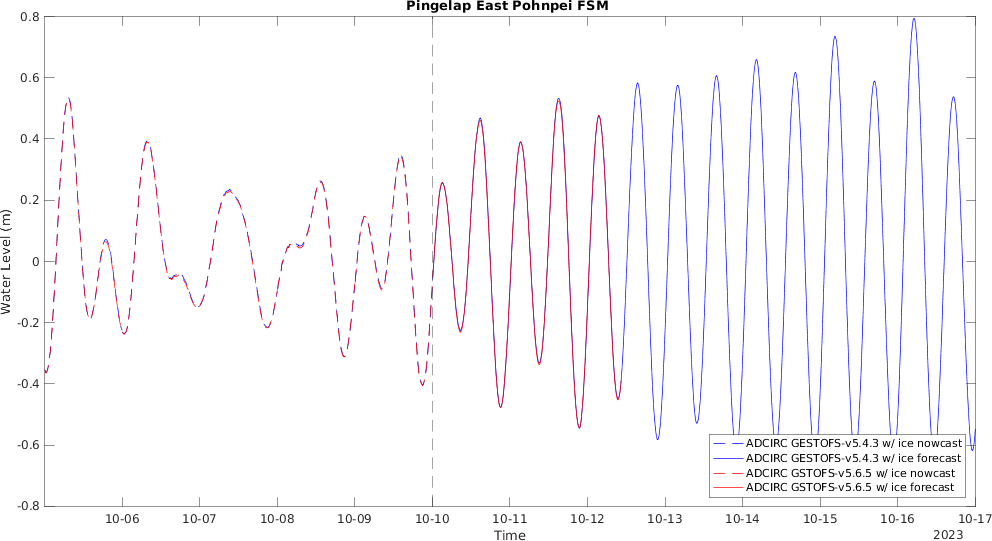 Pingelap East Pohnpei FSM
0.8
0.6
0.4
0.2
0
-0.2
-0.4
-0.6
-0.8
Water Level (m)
10-06 10-07 10-08 10-09 10-10 10-11 10-12 10-13 10-14 10-15 10-16 10-17
Time
2023
ADCIRC GESTOFS-v5.4.3 w/ ice nowcast
ADCIRC GESTOFS-v5.4.3 w/ ice forecast
ADCIRC GSTOFS-v5.6.5 w/ ice nowcast
ADCIRC GSTOFS-v5.6.5 w/ ice forecast